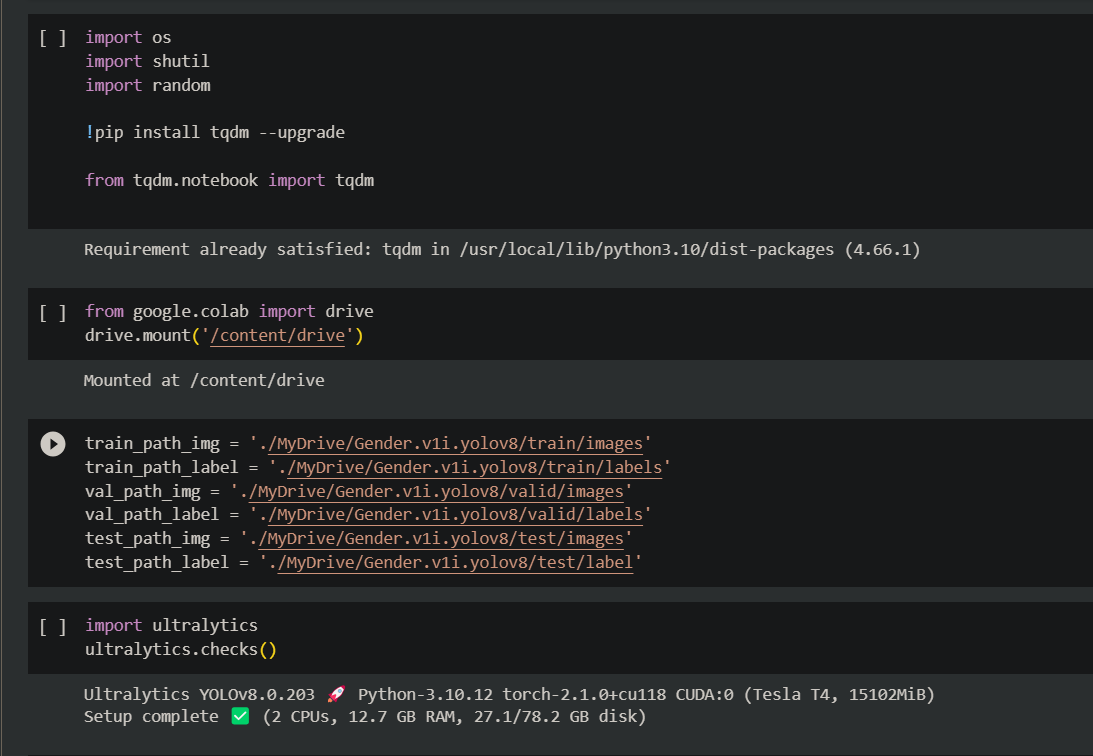 [ ] import os
import shutil
import random
!pip install tqdm --upgrade
from tqdm.notebook import tqdm
Requirement already satisfied: tqdm in /usr/local/lib/python3.10/dist-packages (4.66.1)
[ ] from google.colab import drive
drive.mount('/content/drive')
Mounted at /content/drive
train_path_img = './MyDrive/Gender.v1i.yolov8/train/images'
train_path_label = './MyDrive/Gender.v1i.yolov8/train/labels'
val_path_img = './MyDrive/Gender.v1i.yolov8/valid/images'
val_path_label = './MyDrive/Gender.v1i.yolov8/valid/labels'
test_path_img = './MyDrive/Gender.v1i.yolov8/test/images'
test_path_label = './MyDrive/Gender.v1i.yolov8/test/label'
[ ] import ultralytics
ultralytics.checks()
Ultralytics YOLOv8.0.203 🚀 Python-3.10.12 torch-2.1.0+cu118 CUDA:0 (Tesla T4, 15102MiB)
Setup complete ✅ (2 CPUs, 12.7 GB RAM, 27.1/78.2 GB disk)